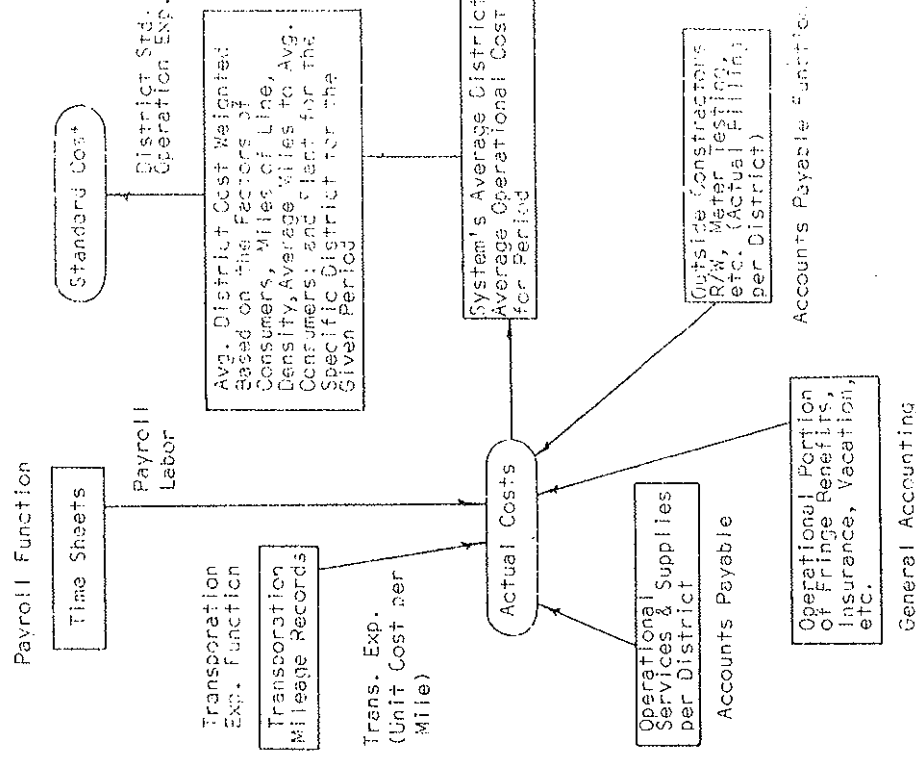 Payroll Function
Time Sheets
Payroll
Labor
Transporation
Exp. Function
Transporation
Mileage Records
Trans. Exp.
(Unit Cost per
Mile)
Standard Cost
District Std.
Operation Exp.
Avg. District Cost Weighted
Based on the Factors of
Consumers, Miles of Line,
Density, Average Miles to Avg.
Consumers; and Plant for the
Specific District for the
Given Period
System's Average District
Average Operational Cost
for Period
Actual Costs
Operational
Services & Supplies
per District
Accounts Payable
Operational Portion
of Fringe Benefits,
Insurance, Vacation,
etc.
General Accounting
Outside Constractors
R/W, Meter Testing,
etc. (Actual Billing
per District)
Accounts Payable Function